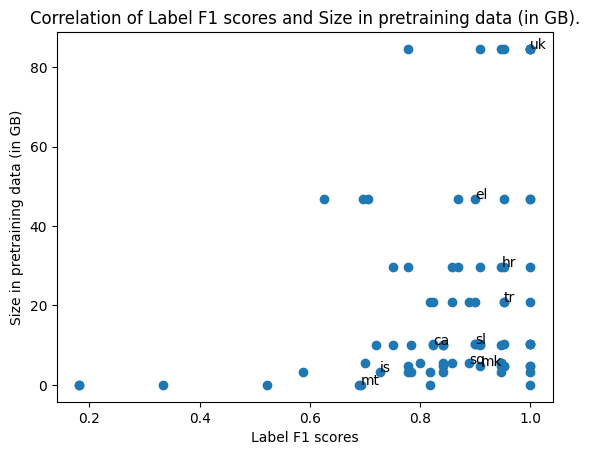 Correlation of Label F1 scores and Size in pretraining data (in GB).
Size in pretraining data (in GB)
80
60
40
20
0
uk
el
hr
tr
ca
sl
sq
mk
is
mt
0.2
0.4
0.6
0.8
1.0
Label F1 scores